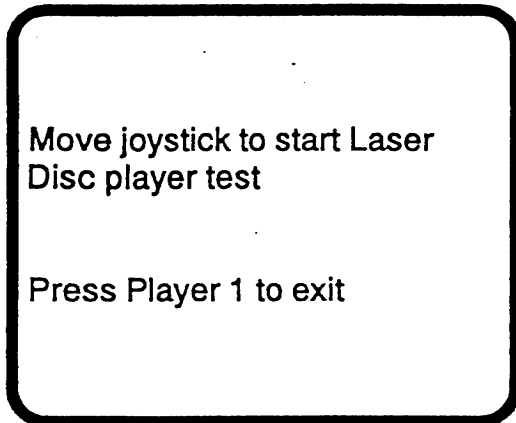 Move joystick to start Laser
Disc player test
Press Player 1 to exit